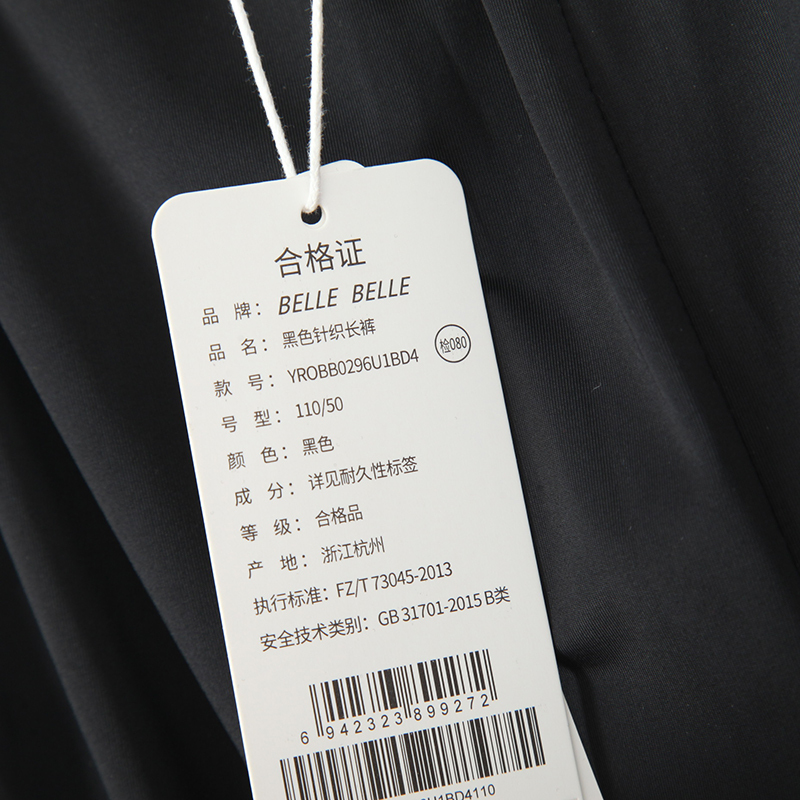 合格证
品 牌: BELLE BELLE
品 名: 黑色针织长裤
款 号: YROBB0296U1BD4
检080
号 型: 110/50
颜 色: 黑色
成 分: 详见耐久性标签
等 级: 合格品
产 地: 浙江杭州
执行标准: FZ/T 73045-2013
安全技术类别: GB 31701-2015 B类
6 942323 899272